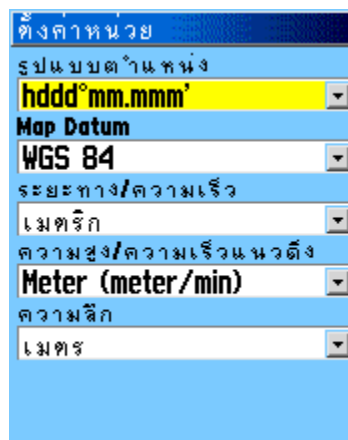 ตั้งค่าหน่วย
รูปแบบตำแหน่ง
hddd°mm.mmm'
Map Datum
WGS 84
ระยะทาง/ความเร็ว
เมตริก
ความสูง/ความเร็วแนวดิ่ง
Meter (meter/min)
ความลึก
เมตร